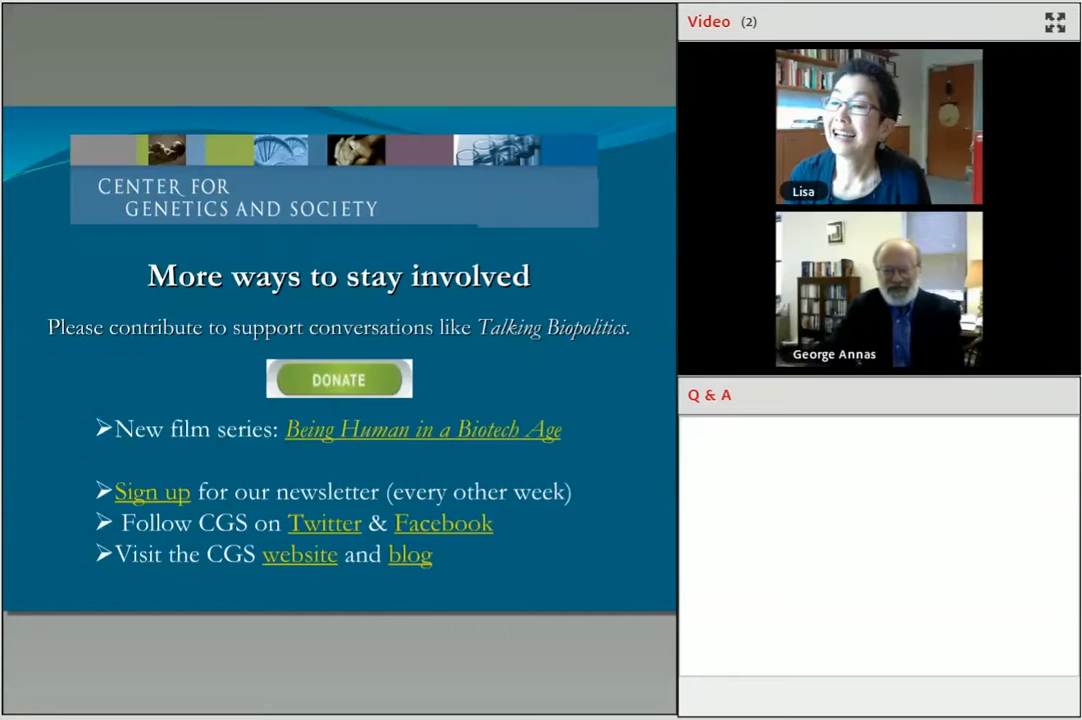 CENTER FOR
GENETICS AND SOCIETY
More ways to stay involved
Please contribute to support conversations like Talking Biopolitics.
DONATE
➢New film series: Being Human in a Biotech Age
➢Sign up for our newsletter (every other week)
➢ Follow CGS on Twitter & Facebook
➢Visit the CGS website and blog
Video (2)
Lisa
George Annas
Q & A